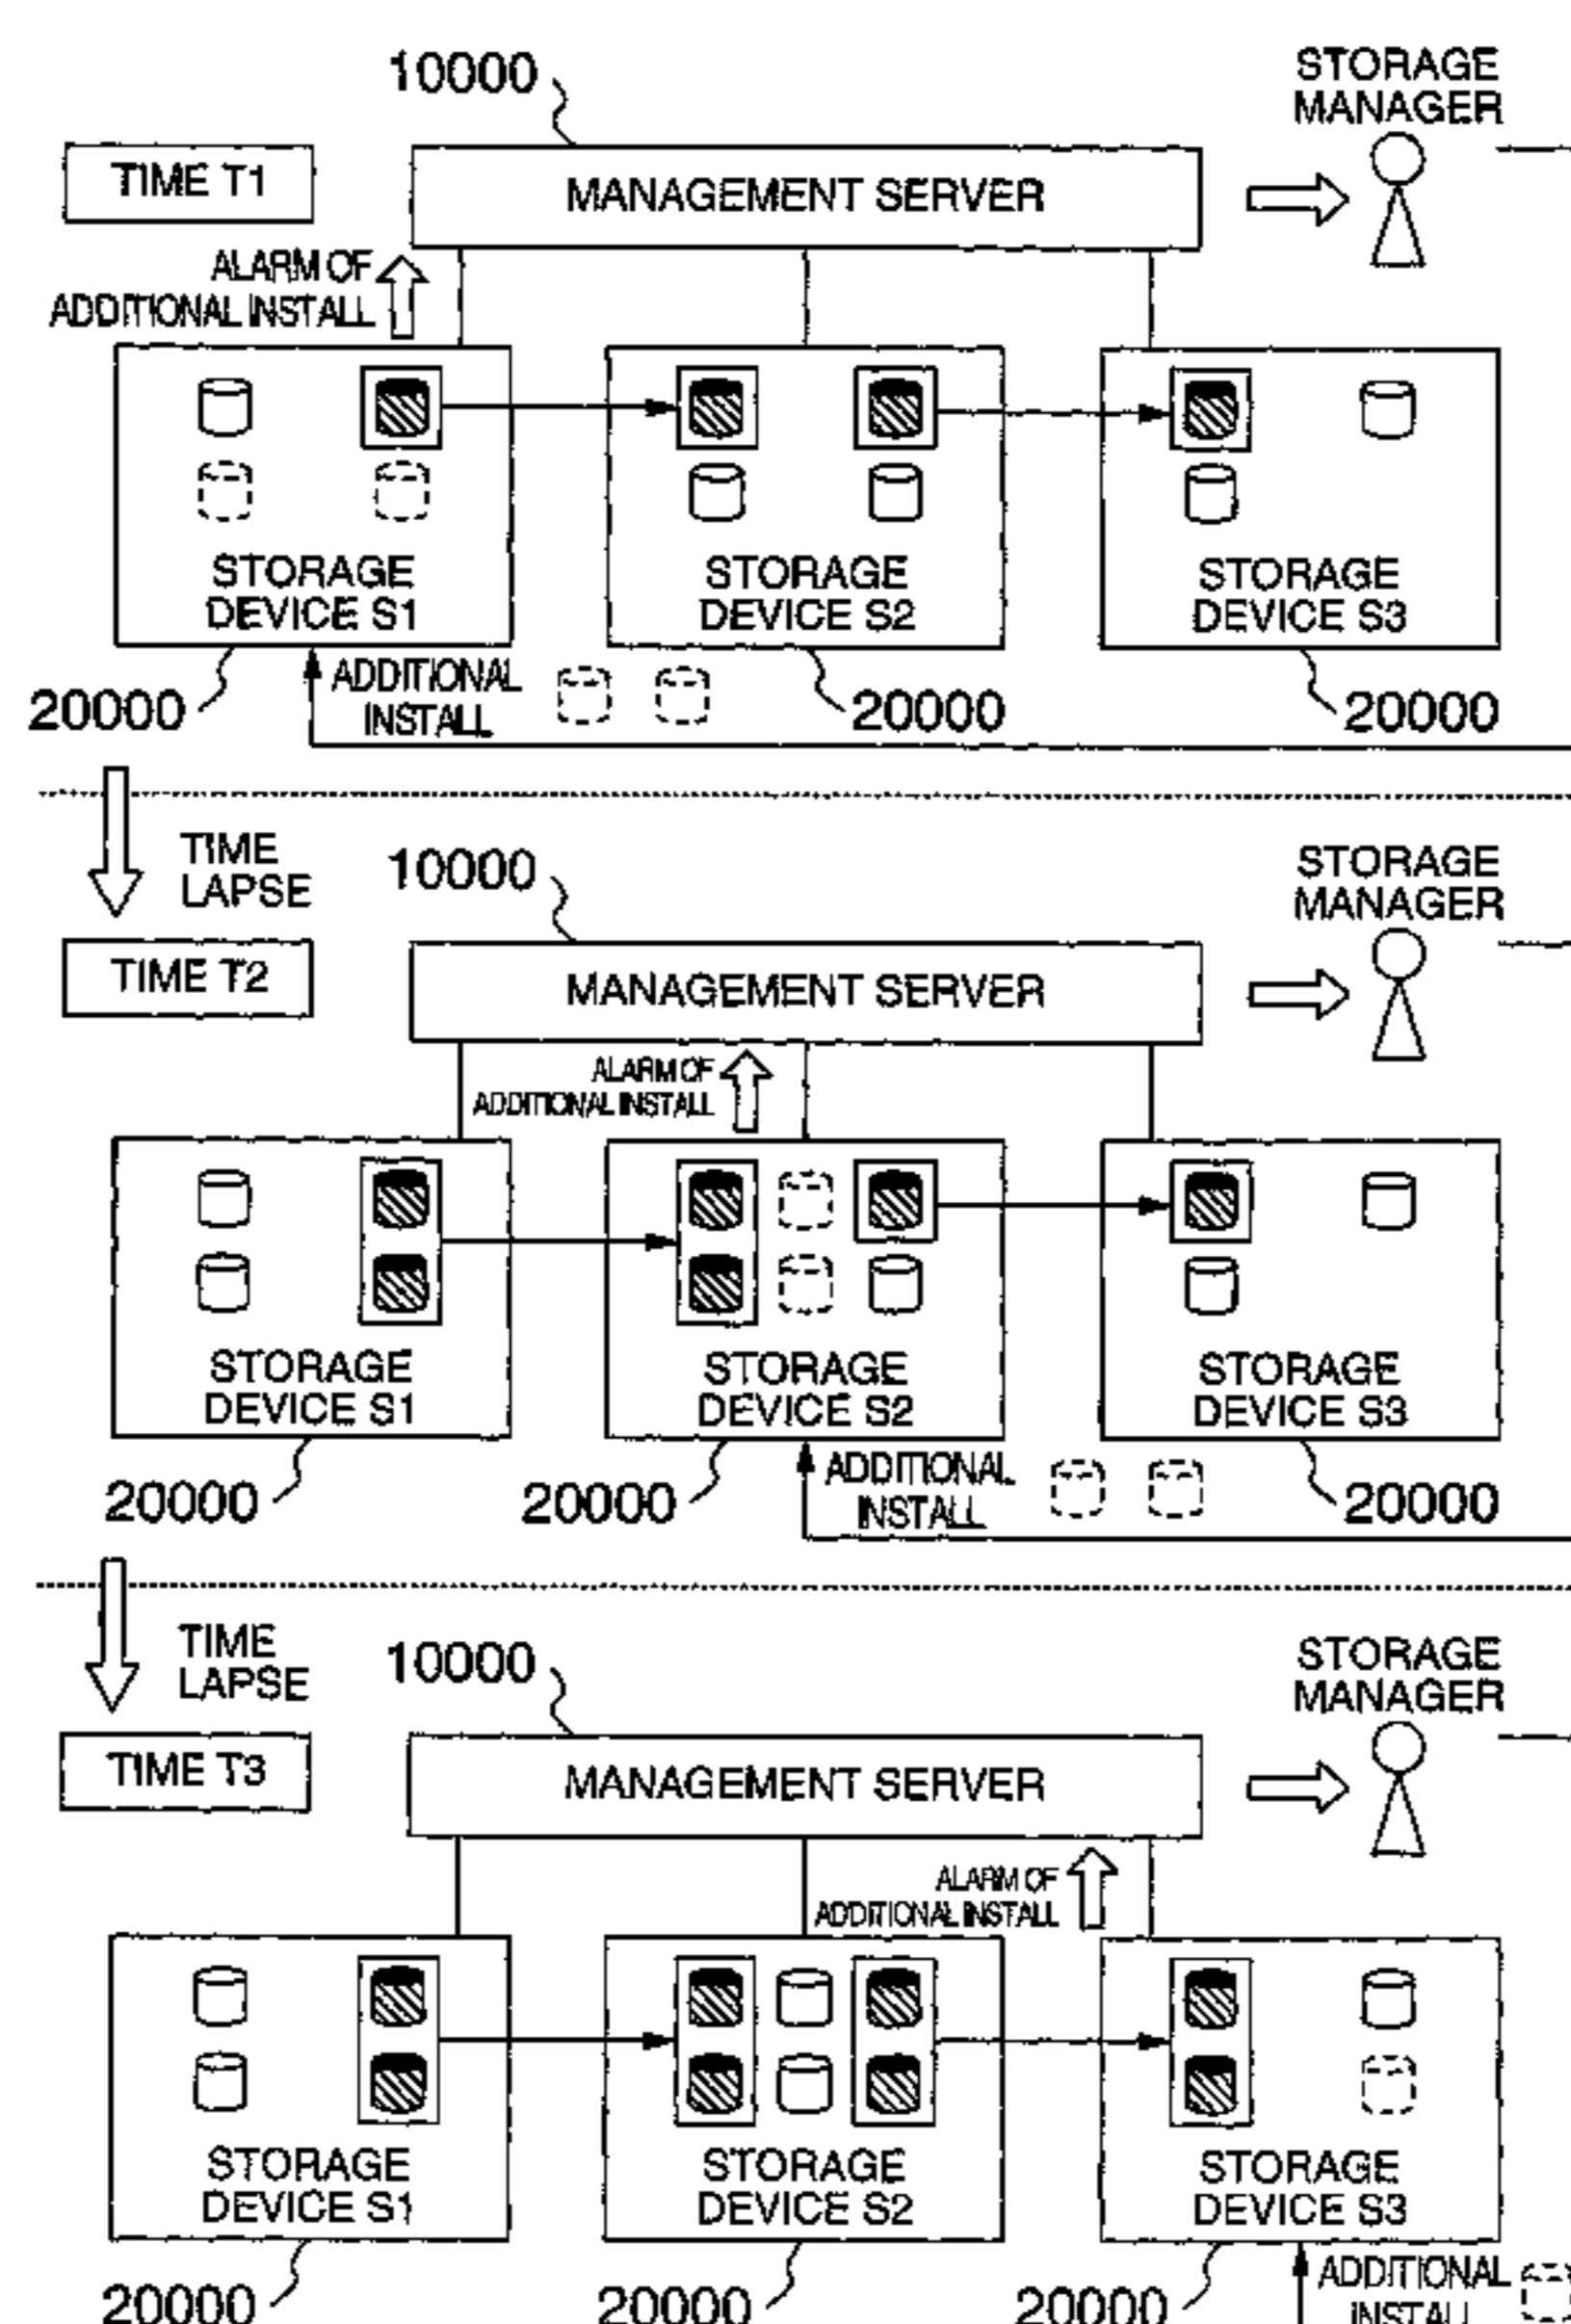 10000
STORAGE
MANAGER
TIME T1
MANAGEMENT SERVER
ALARM OF
ADDITIONAL INSTALL
STORAGE
DEVICE S1
STORAGE
DEVICE S2
STORAGE
DEVICE S3
20000
ADDITIONAL
INSTALL
20000
20000
TIME
LAPSE
10000
STORAGE
MANAGER
TIME T2
MANAGEMENT SERVER
ALARM OF
ADDITIONAL INSTALL
STORAGE
DEVICE S1
STORAGE
DEVICE S2
STORAGE
DEVICE S3
20000
20000
ADDITIONAL
INSTALL
20000
TIME
LAPSE
10000
STORAGE
MANAGER
TIME T3
MANAGEMENT SERVER
ALARM OF
ADDITIONAL INSTALL
STORAGE
DEVICE S1
STORAGE
DEVICE S2
STORAGE
DEVICE S3
20000
20000
20000
ADDITIONAL
INSTALL